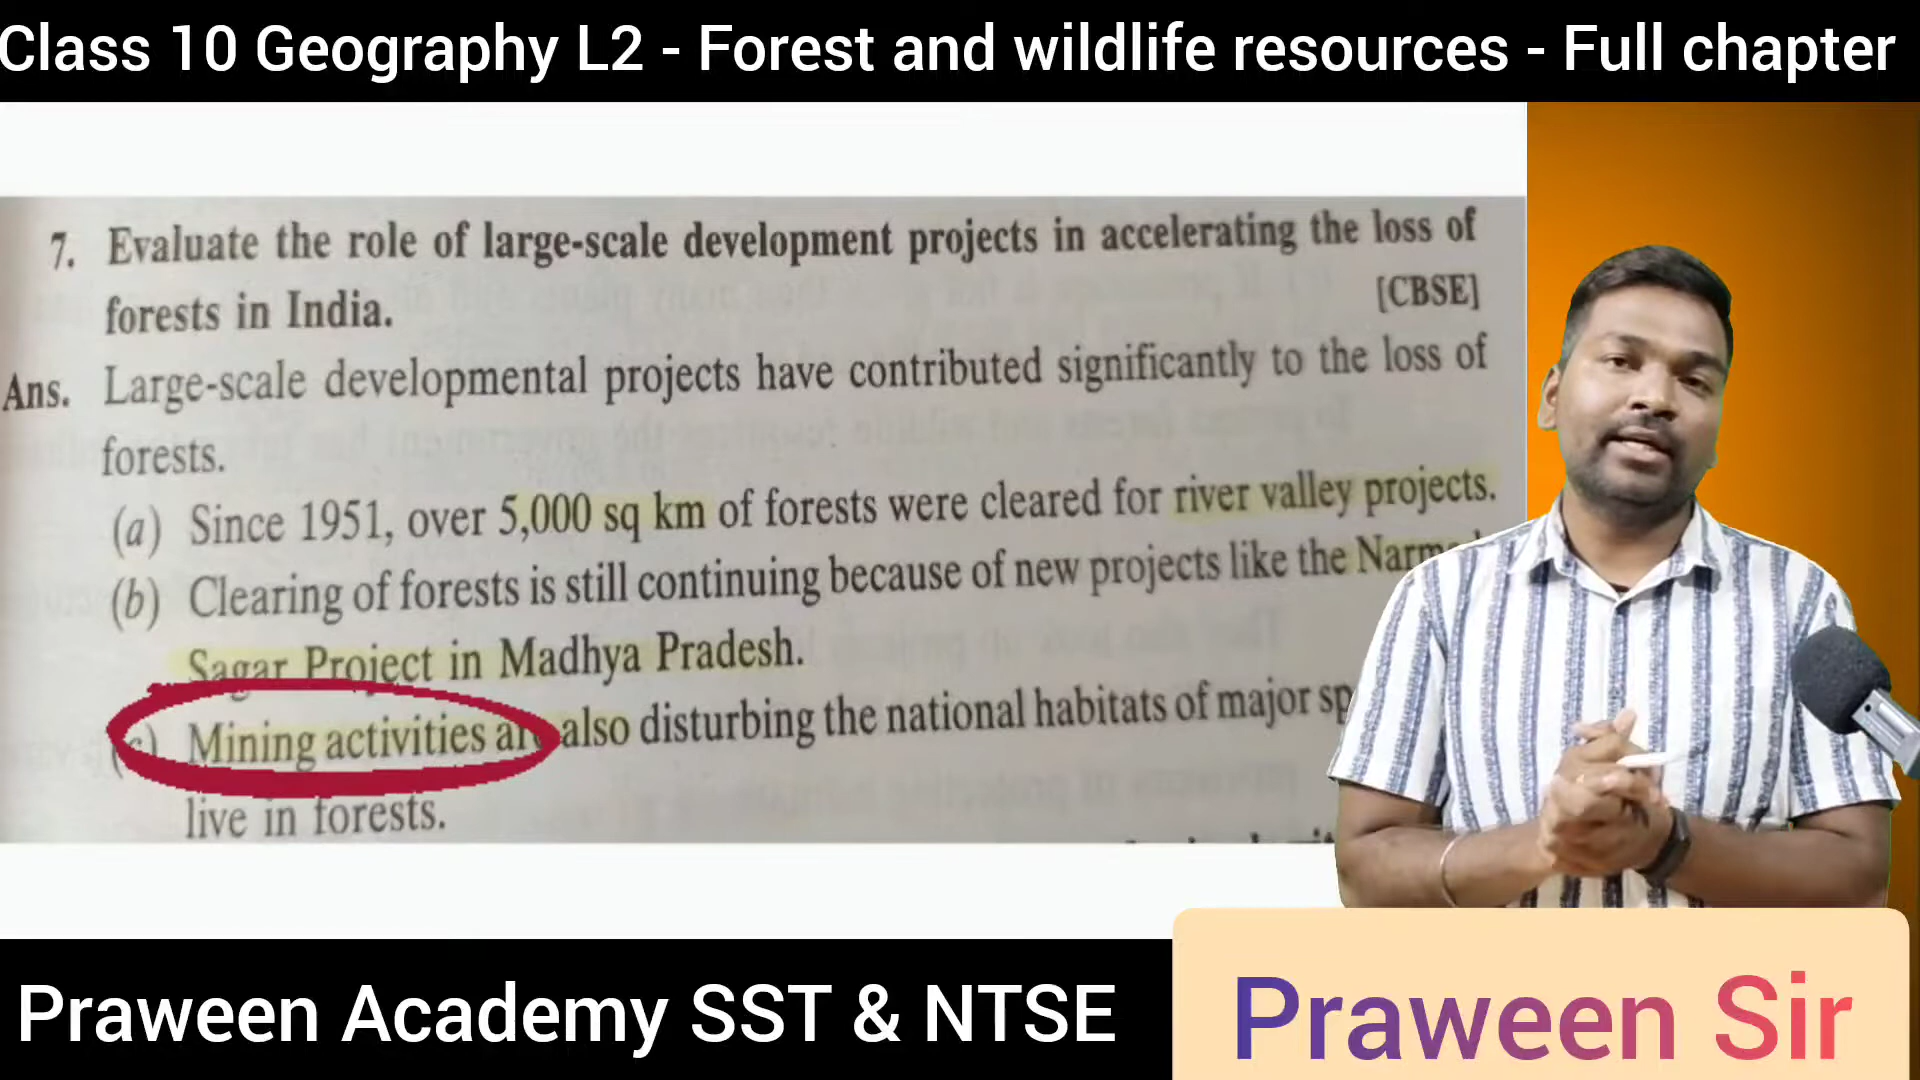 Class 10 Geography L2 - Forest and wildlife resources - Full chapter
7. Evaluate the role of large-scale development projects in accelerating the loss of
forests in India. [CBSE]
Ans. Large-scale developmental projects have contributed significantly to the loss of
forests.
(a) Since 1951, over 5,000 sq km of forests were cleared for river valley projects.
(b) Clearing of forests is still continuing because of new projects like the
Sagar Project in Madhya Pradesh.
(c) Mining activities are also disturbing the national habitats of major
live in forests.
Praween Academy SST & NTSE
Praween Sir